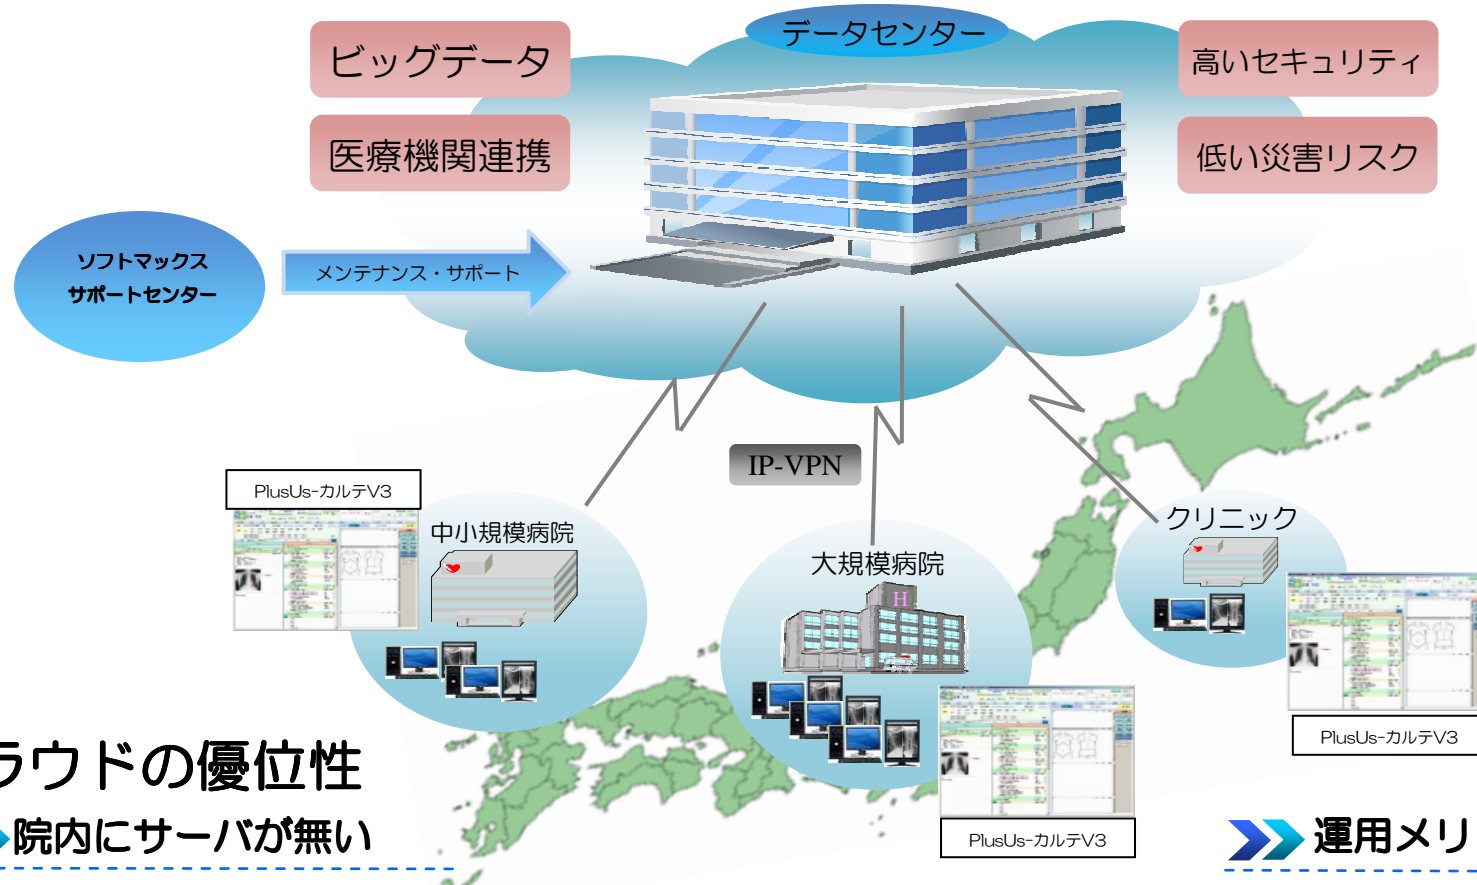 データセンター
ビッグデータ
高いセキュリティ
医療機関連携
低い災害リスク
ソフトマックス
サポートセンター
メンテナンス・サポート
IP-VPN
PlusUs-カルテV3
中小規模病院
大規模病院
H
クリニック
PlusUs-カルテV3
PlusUs-カルテV3
ラウドの優位性
院内にサーバが無い
運用メリ